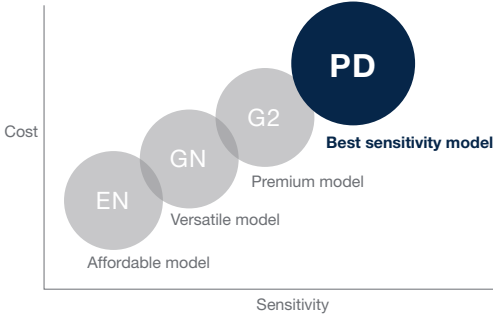 PD
G2
Cost
Best sensitivity model
GN
Premium model
EN
Versatile model
Affordable model
Sensitivity